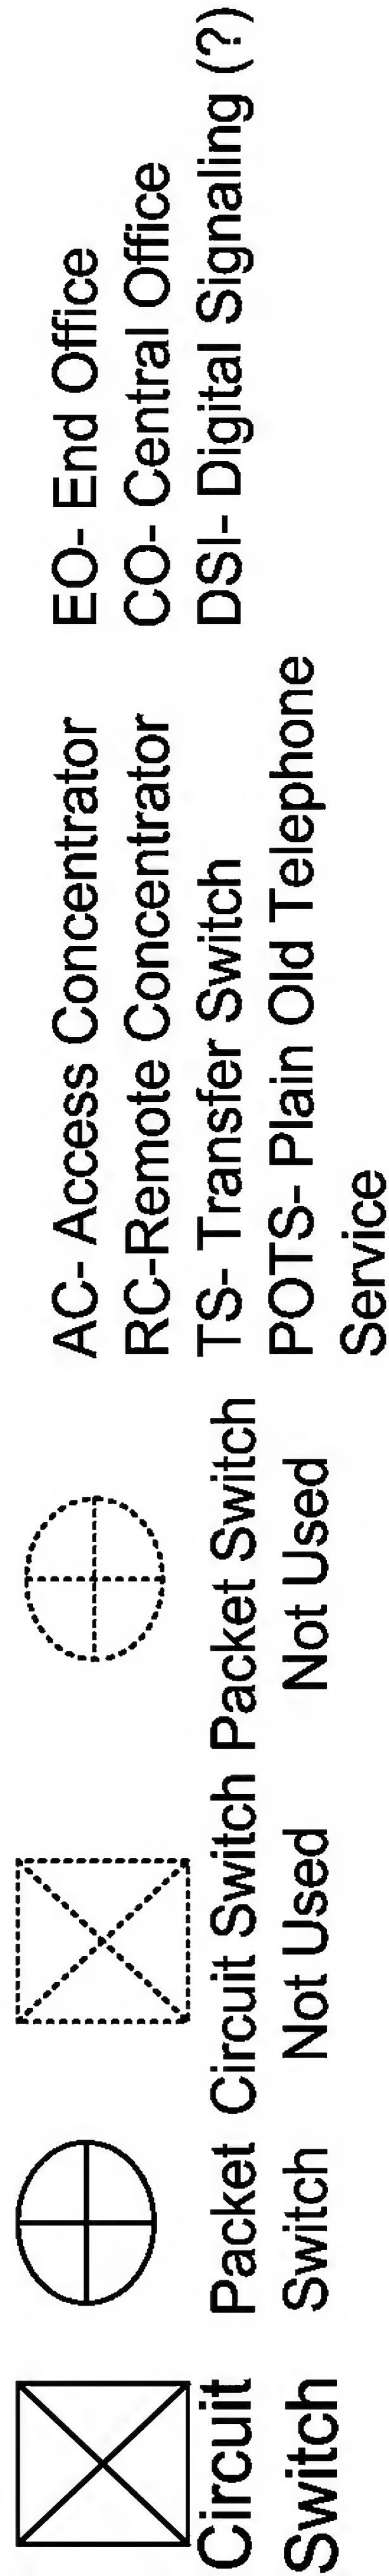 Circuit
Switch
Packet
Switch
Circuit Switch
Not Used
Packet Switch
Not Used
AC- Access Concentrator
RC-Remote Concentrator
TS- Transfer Switch
POTS- Plain Old Telephone
Service
EO- End Office
CO- Central Office
DSI- Digital Signaling (?)